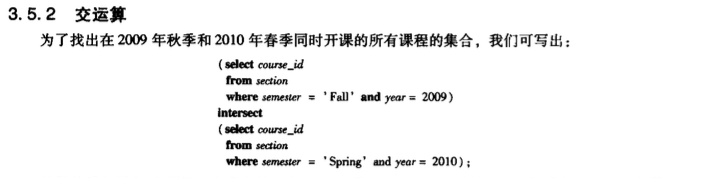 3.5.2 交运算
为了找出在 2009 年秋季和 2010 年春季同时开课的所有课程的集合，我们可写出：
(select course_id
from section
where semester = 'Fall' and year = 2009)
intersect
(select course_id
from section
where semester = 'Spring' and year = 2010);